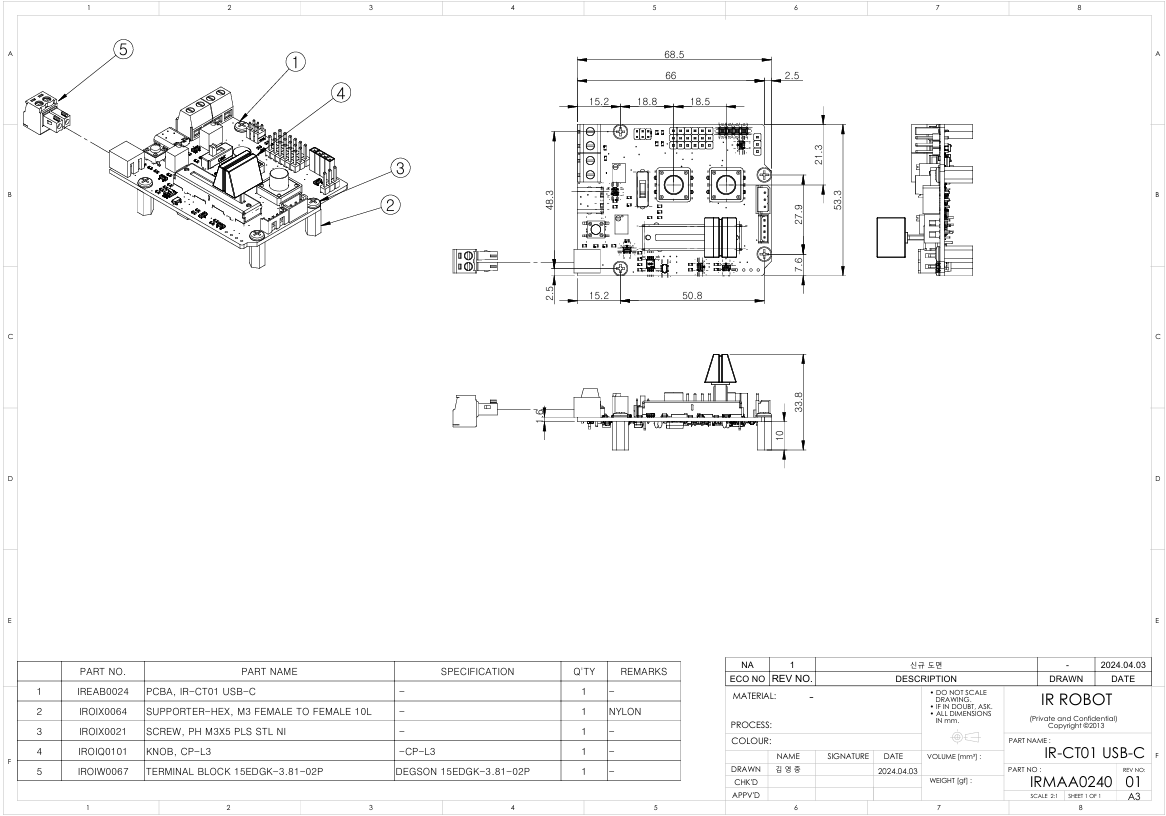 1 2 3 4 5 6 7 8
A A
B B
C C
D D
E E
F F
5
1
4
3
2
68.5
66 2.5
15.2 18.8 18.5
21.3
48.3
27.9
53.3
7.6
2.5
15.2 50.8
33.8
10
PART NO. PART NAME SPECIFICATION Q'TY REMARKS
1 IREAB0024 PCBA, IR-CT01 USB-C - 1 -
2 IROIX0064 SUPPORTER-HEX, M3 FEMALE TO FEMALE 10L - 1 NYLON
3 IROIX0021 SCREW, PH M3X5 PLS STL NI - 1 -
4 IROIQ0101 KNOB, CP-L3 -CP-L3 1 -
5 IROIW0067 TERMINAL BLOCK 15EDGK-3.81-02P DEGSON 15EDGK-3.81-02P 1 -
NA 1 신규 도면 - 2024.04.03
ECO NO REV NO. DESCRIPTION DRAWN DATE
MATERIAL: -
PROCESS:
COLOUR:
• DO NOT SCALE
DRAWING.
• IF IN DOUBT, ASK.
• ALL DIMENSIONS
IN mm.
IR ROBOT
(Private and Confidential)
Copyright ©2013
NAME SIGNATURE DATE
DRAWN 김영중 2024.04.03
CHK'D
APPV'D
VOLUME [mm³] :
WEIGHT [gf] :
PART NAME :
IR-CT01 USB-C
PART NO : REV NO:
IRMAA0240 01
SCALE 2:1 SHEET 1 OF 1 A3
1 2 3 4 5 6 7 8